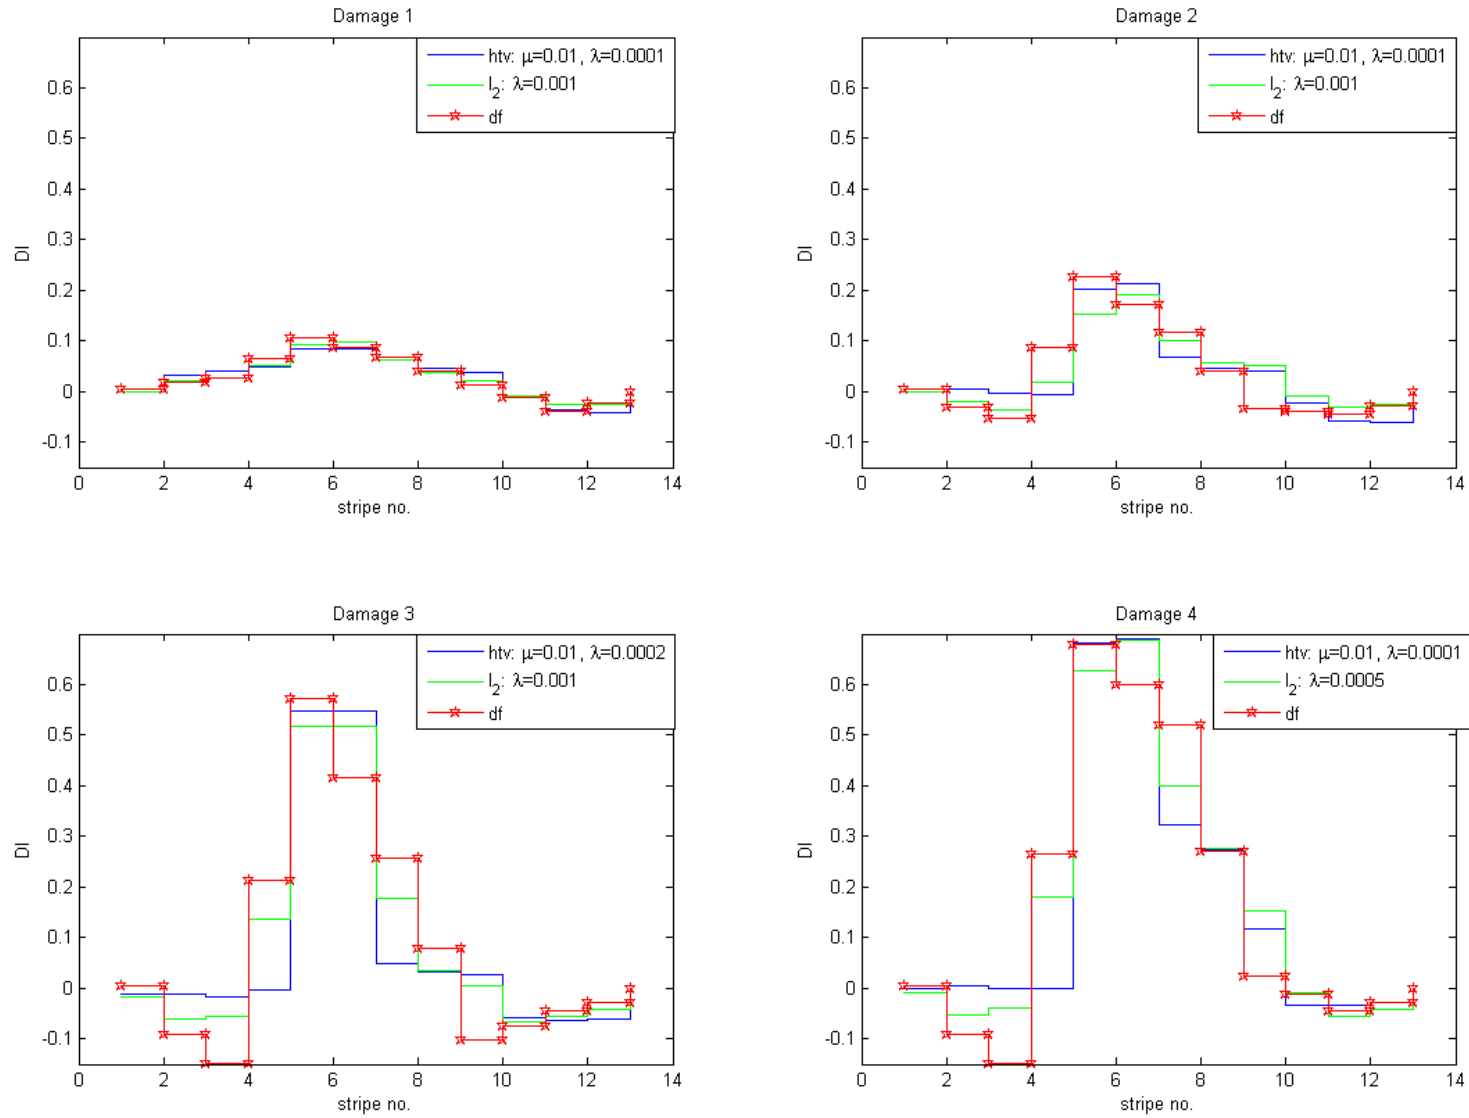 Damage 1
htv: μ=0.01, λ=0.0001
l2: λ=0.001
df
0.6
0.5
0.4
0.3
0.2
0.1
0
-0.1
DI
0 2 4 6 8 10 12 14
stripe no.
Damage 2
htv: μ=0.01, λ=0.0001
l2: λ=0.001
df
0.6
0.5
0.4
0.3
0.2
0.1
0
-0.1
DI
0 2 4 6 8 10 12 14
stripe no.
Damage 3
htv: μ=0.01, λ=0.0002
l2: λ=0.001
df
0.6
0.5
0.4
0.3
0.2
0.1
0
-0.1
DI
0 2 4 6 8 10 12 14
stripe no.
Damage 4
htv: μ=0.01, λ=0.0001
l2: λ=0.0005
df
0.6
0.5
0.4
0.3
0.2
0.1
0
-0.1
DI
0 2 4 6 8 10 12 14
stripe no.